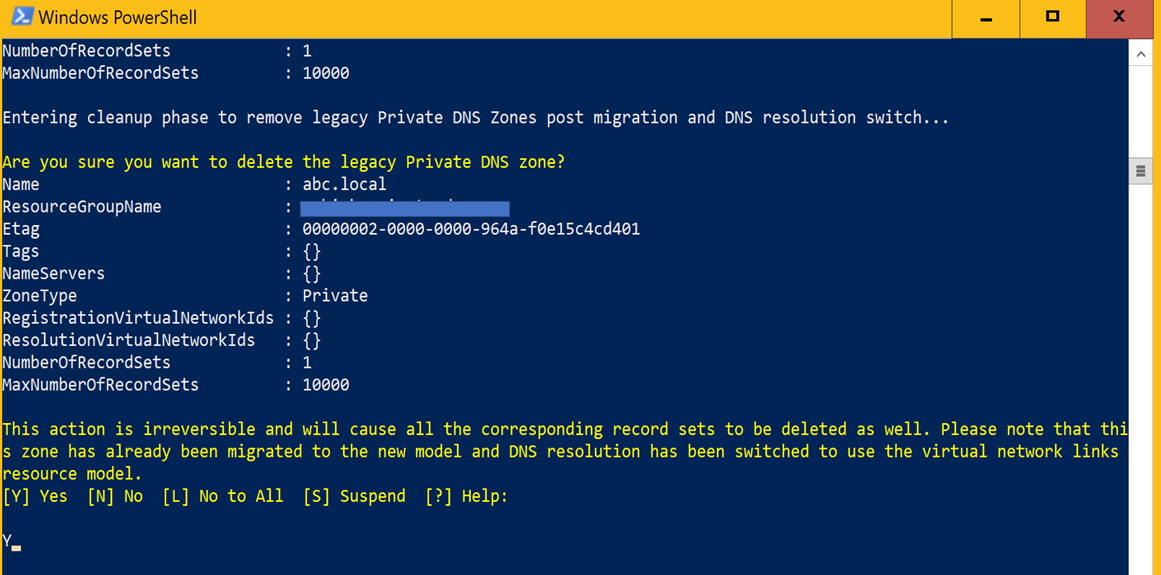 Windows PowerShell
NumberOfRecordSets : 1
MaxNumberOfRecordSets : 10000
Entering cleanup phase to remove legacy Private DNS Zones post migration and DNS resolution switch...
Are you sure you want to delete the legacy Private DNS zone?
Name : abc.local
ResourceGroupName :
Etag : 00000002-0000-0000-964a-f0e15c4cd401
Tags : {}
NameServers : {}
ZoneType : Private
RegistrationVirtualNetworkIds : {}
ResolutionVirtualNetworkIds : {}
NumberOfRecordSets : 1
MaxNumberOfRecordSets : 10000
This action is irreversible and will cause all the corresponding record sets to be deleted as well. Please note that thi
s zone has already been migrated to the new model and DNS resolution has been switched to use the virtual network links
resource model.
[Y] Yes [N] No [L] No to All [S] Suspend [?] Help:
Y